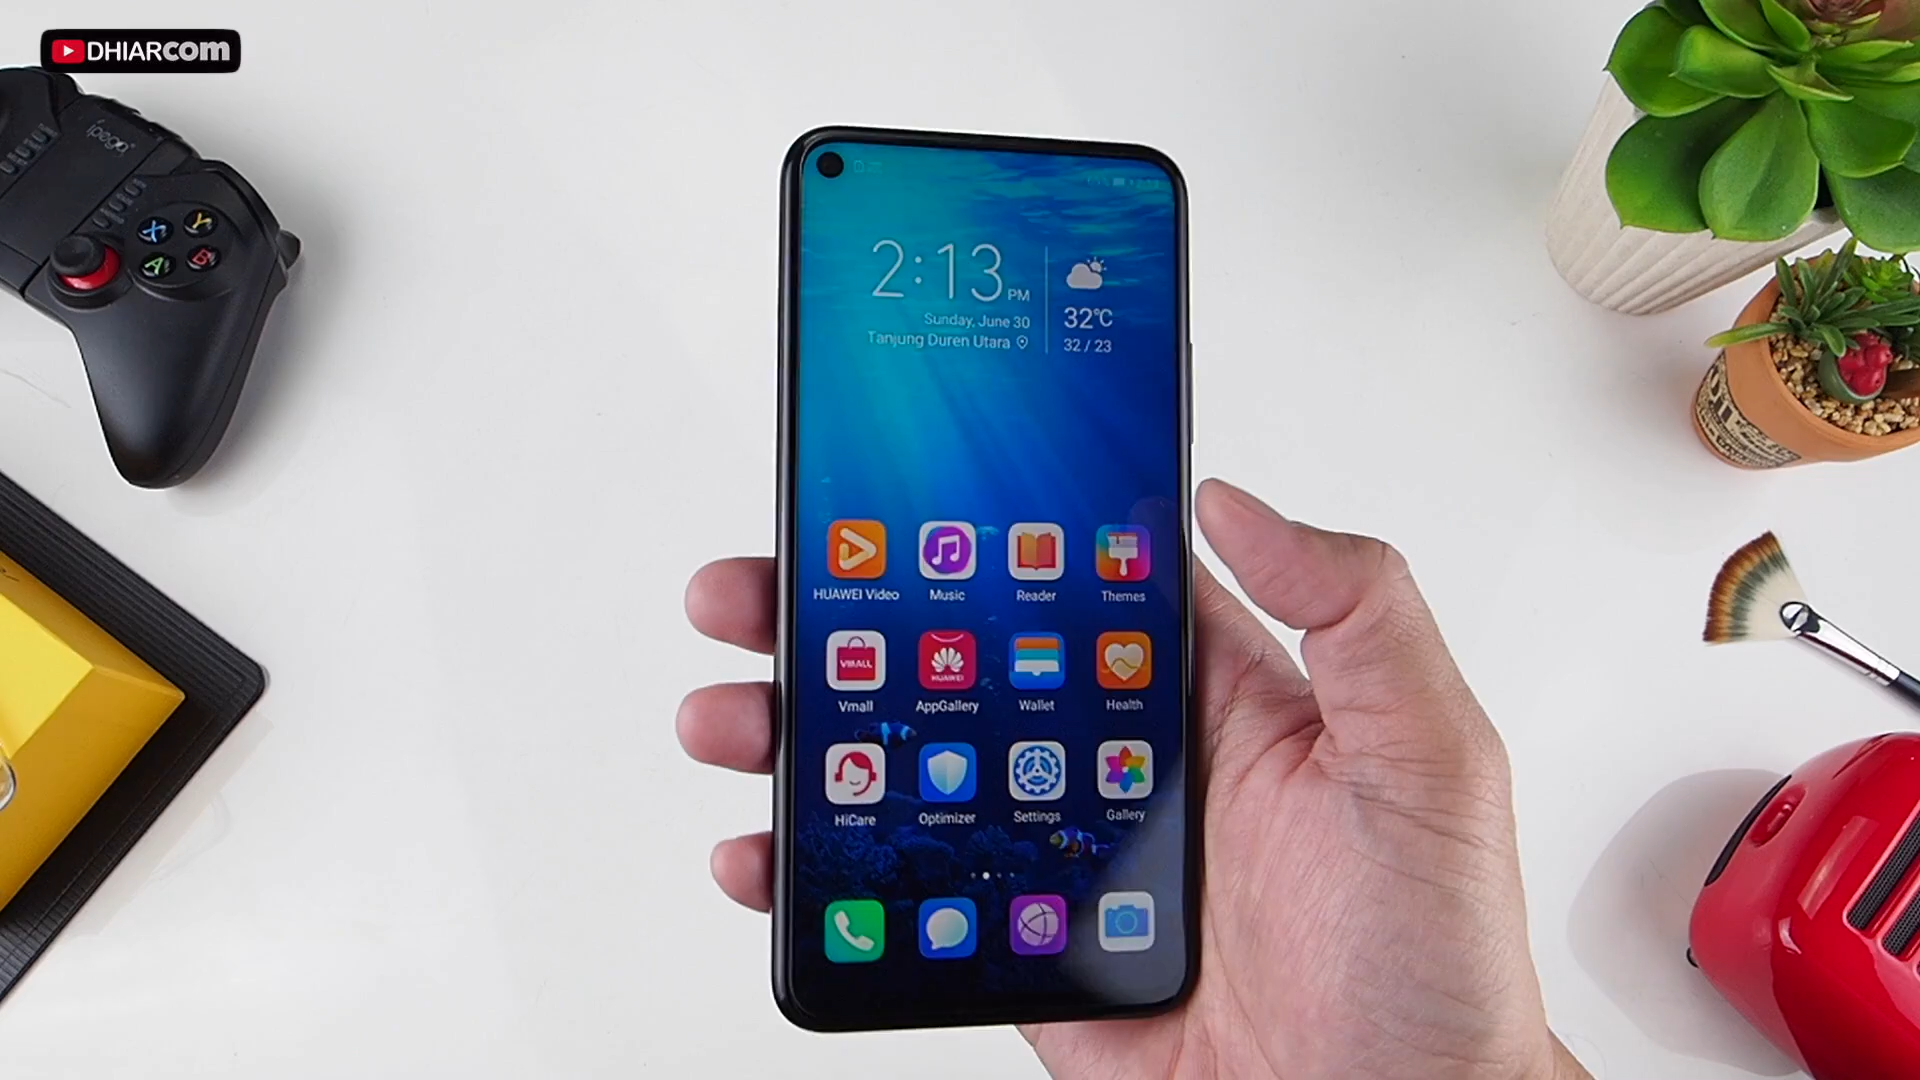 DHIARCOM
ipega
X
Y
A
B
2:13 PM
Sunday, June 30
Tanjung Duren Utara
32°C
32 / 23
HUAWEI Video
Music
Reader
Themes
VMALL
HUAWEI
Vmall
AppGallery
Wallet
Health
HiCare
Optimizer
Settings
Gallery